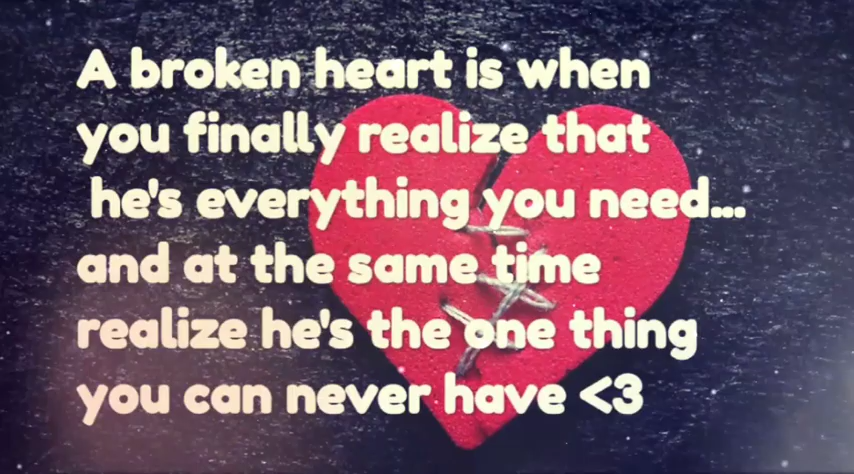 A broken heart is when
you finally realize that
he's everything you need...
and at the same time
realize he's the one thing
you can never have <3